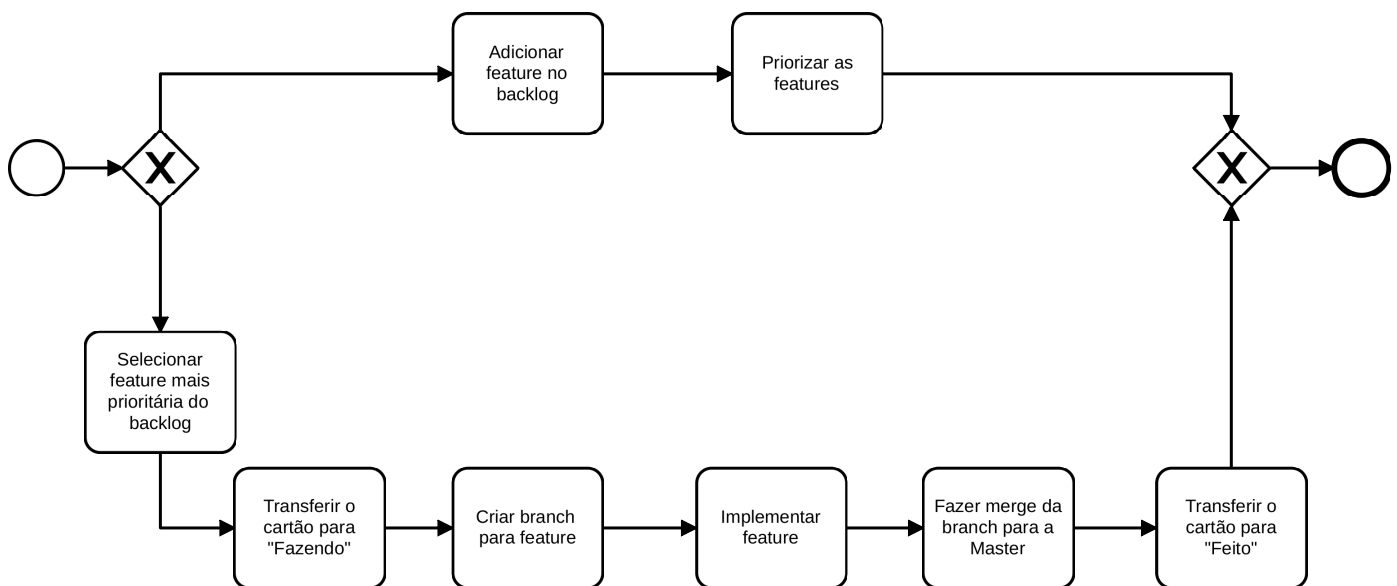 Adicionar
feature no
backlog
Priorizar as
features
X
X
Selecionar
feature mais
prioritária do
backlog
Transferir o
cartão para
"Fazendo"
Criar branch
para feature
Implementar
feature
Fazer merge da
branch para a
Master
Transferir o
cartão para
"Feito"